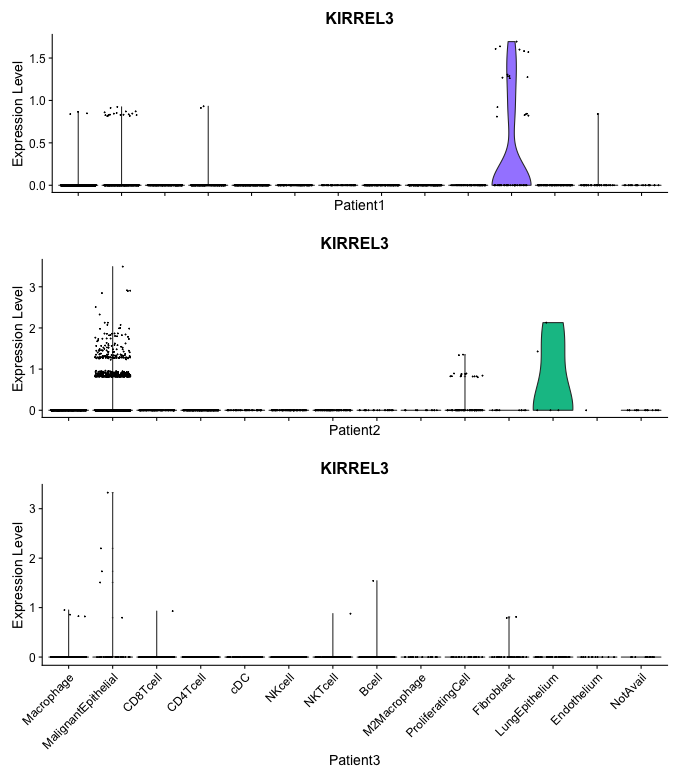 KIRREL3
Expression Level
1.5
1.0
0.5
0.0
Patient1
KIRREL3
Expression Level
3
2
1
0
Patient2
KIRREL3
Expression Level
3
2
1
0
Macrophage
MalignantEpithelial
CD8Tcell
CD4Tcell
cDC
NKcell
NKTcell
Bcell
M2Macrophage
ProliferatingCell
Fibroblast
LungEpithelium
Endothelium
NotAvail
Patient3